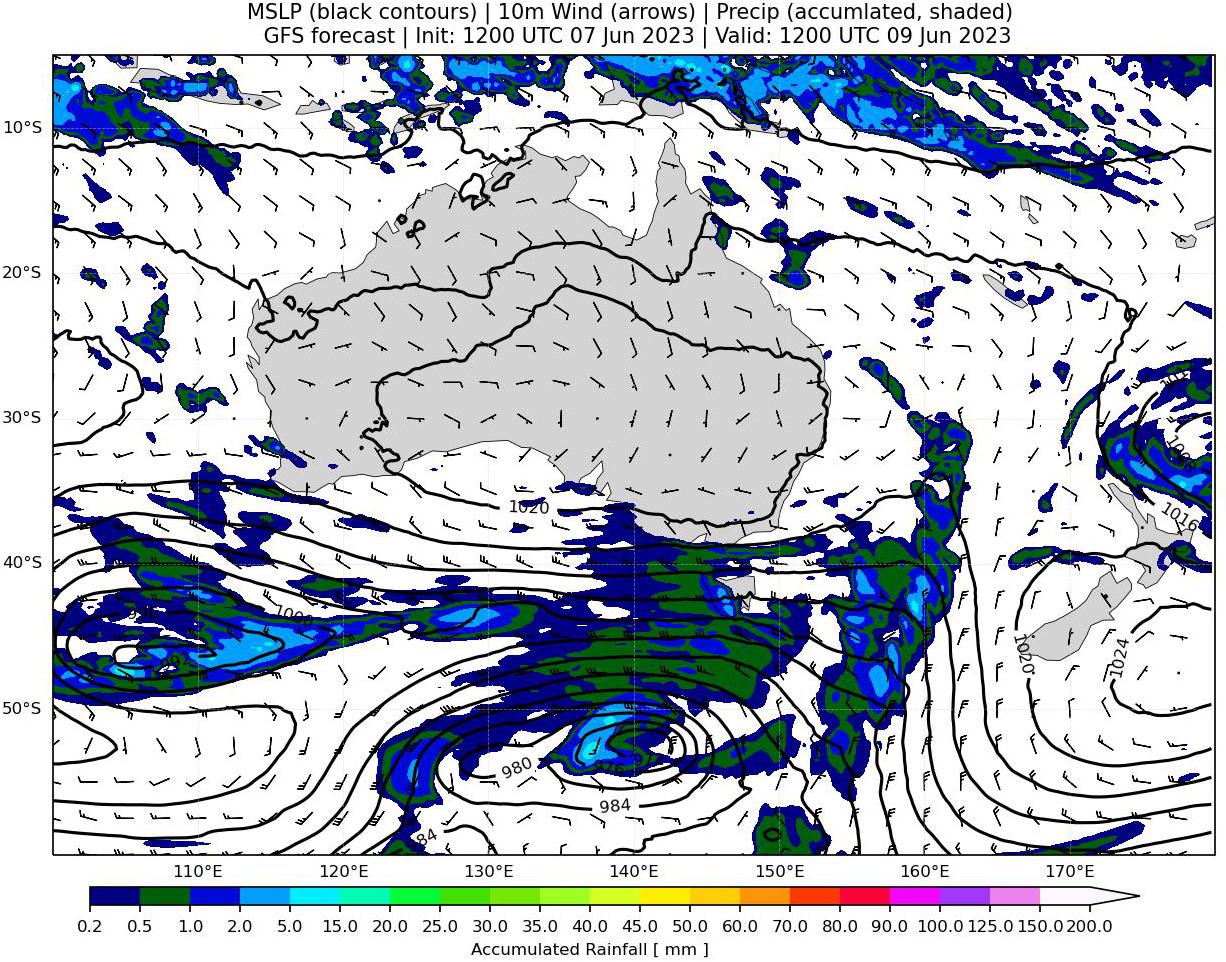 MSLP (black contours) | 10m Wind (arrows) | Precip (accumlated, shaded)
GFS forecast | Init: 1200 UTC 07 Jun 2023 | Valid: 1200 UTC 09 Jun 2023
10°S
20°S
30°S
1008
1020
1016
40°S
1000
992
1020
1024
50°S
980
976
984
84
110°E 120°E 130°E 140°E 150°E 160°E 170°E
0.2 0.5 1.0 2.0 5.0 10.0 15.0 20.0 25.0 30.0 35.0 40.0 45.0 50.0 60.0 70.0 80.0 90.0 100.0 125.0 150.0 200.0
Accumulated Rainfall [ mm ]